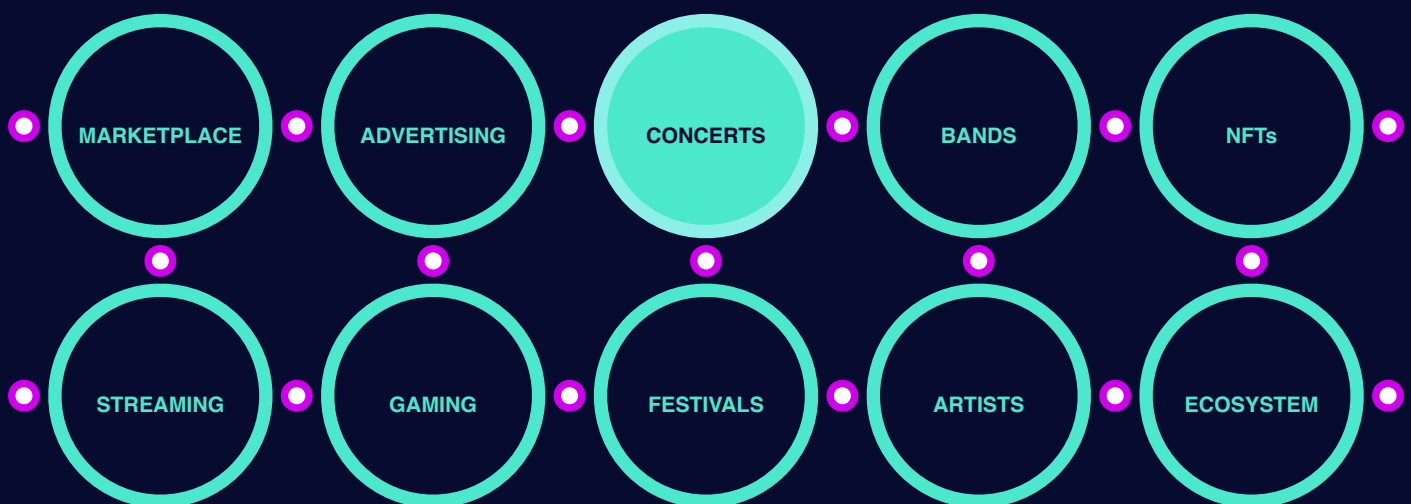 MARKETPLACE
ADVERTISING
CONCERTS
BANDS
NFTs
STREAMING
GAMING
FESTIVALS
ARTISTS
ECOSYSTEM